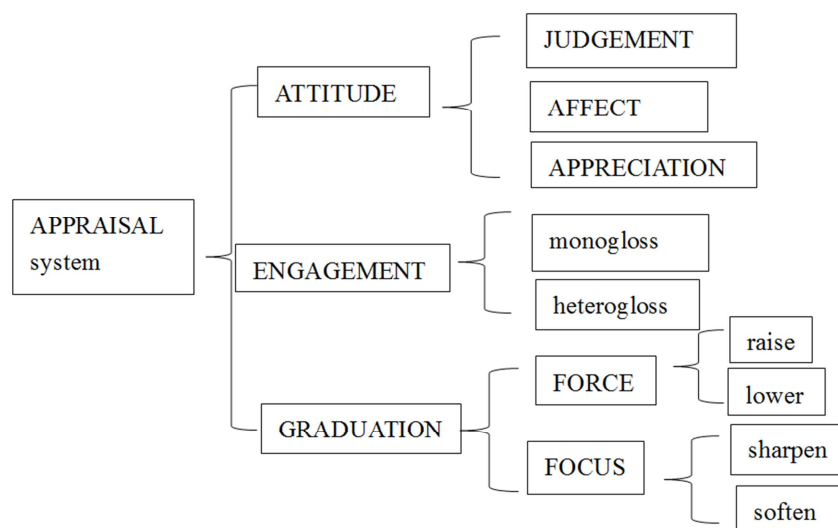 APPRAISAL
system
ATTITUDE
JUDGEMENT
AFFECT
APPRECIATION
ENGAGEMENT
monogloss
heterogloss
GRADUATION
FORCE
raise
lower
FOCUS
sharpen
soften